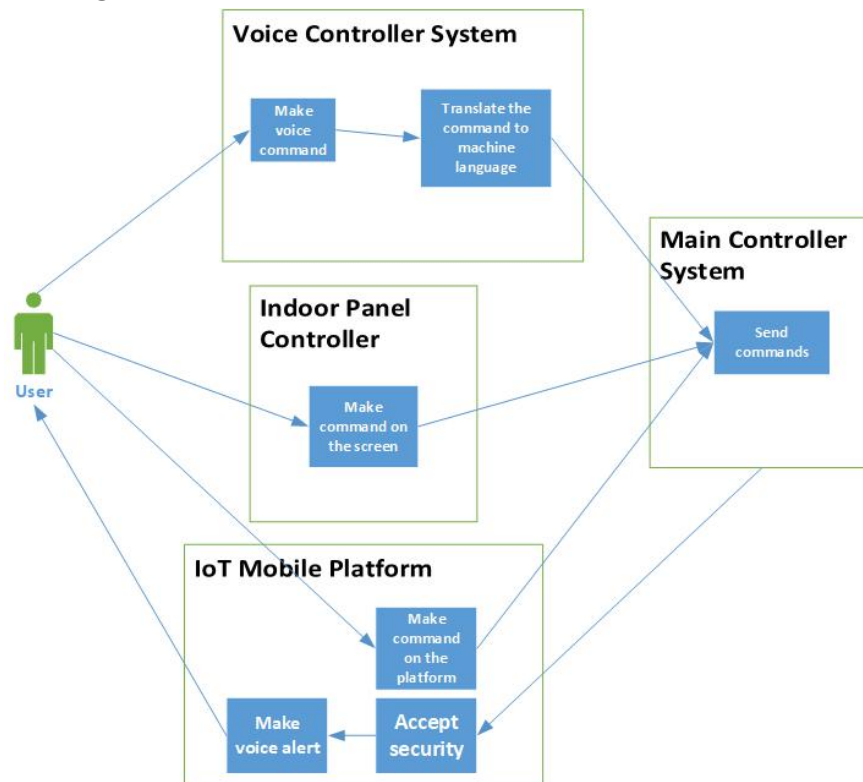 Voice Controller System
Make
voice
command
Translate the
command to
machine
language
Main Controller
System
Send
commands
Indoor Panel
Controller
Make
command on
the screen
User
IoT Mobile Platform
Make
command
on the
platform
Make
voice alert
Accept
security